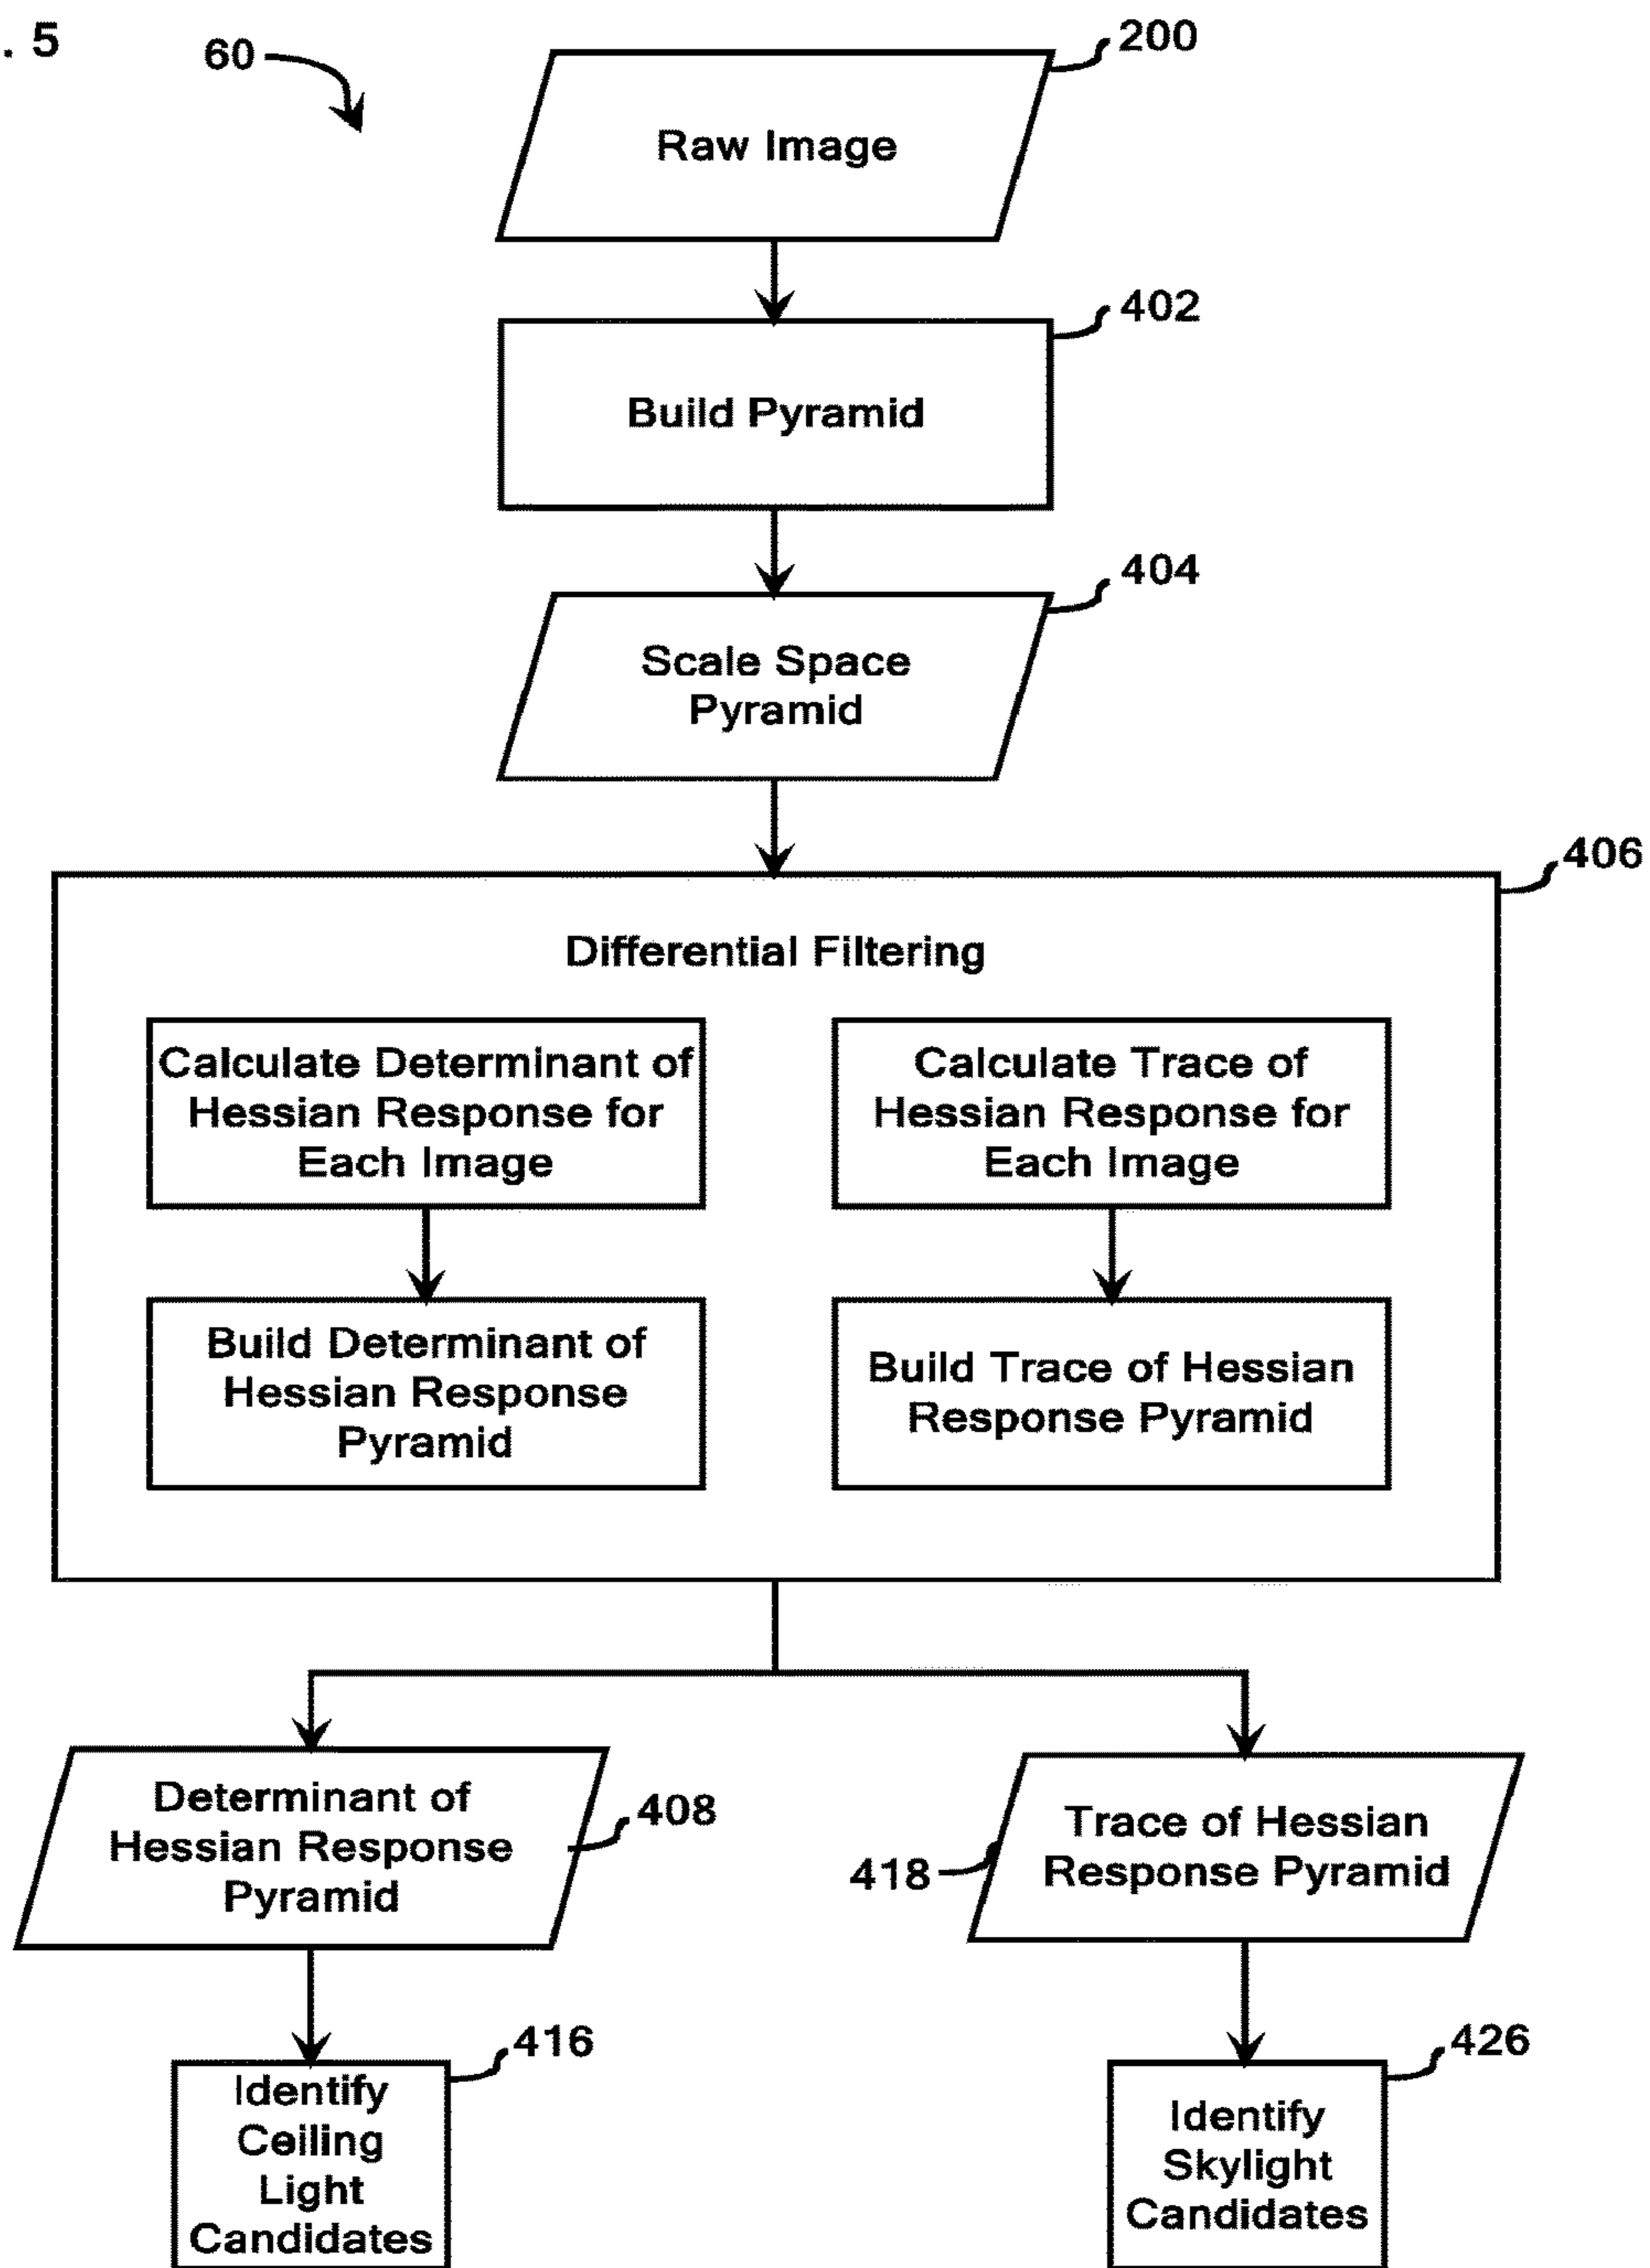 . 5
60
200
Raw Image
402
Build Pyramid
404
Scale Space
Pyramid
406
Differential Filtering
Calculate Determinant of
Hessian Response for
Each Image
Calculate Trace of
Hessian Response for
Each Image
Build Determinant of
Hessian Response
Pyramid
Build Trace of Hessian
Response Pyramid
Determinant of
Hessian Response
Pyramid
408
418
Trace of Hessian
Response Pyramid
416
Identify
Ceiling
Light
Candidates
426
Identify
Skylight
Candidates